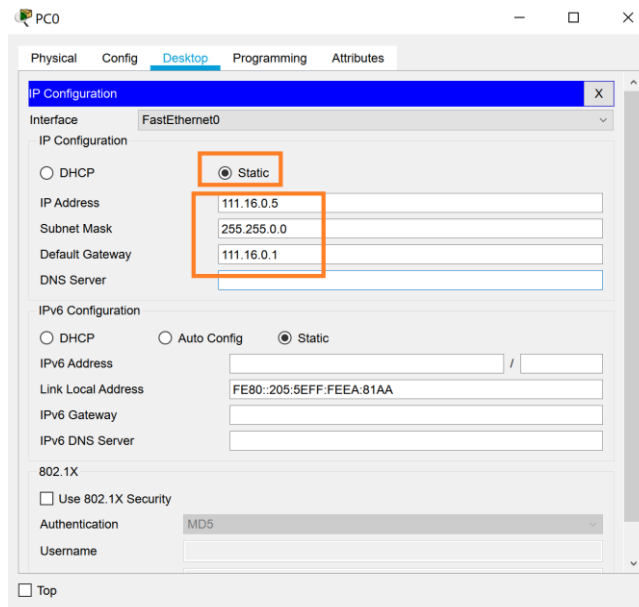 PC0
Physical Config Desktop Programming Attributes
IP Configuration X
Interface FastEthernet0
IP Configuration
DHCP Static
IP Address 111.16.0.5
Subnet Mask 255.255.0.0
Default Gateway 111.16.0.1
DNS Server
IPv6 Configuration
DHCP Auto Config Static
IPv6 Address /
Link Local Address FE80::205:5EFF:FEEA:81AA
IPv6 Gateway
IPv6 DNS Server
802.1X
Use 802.1X Security
Authentication MD5
Username
Top